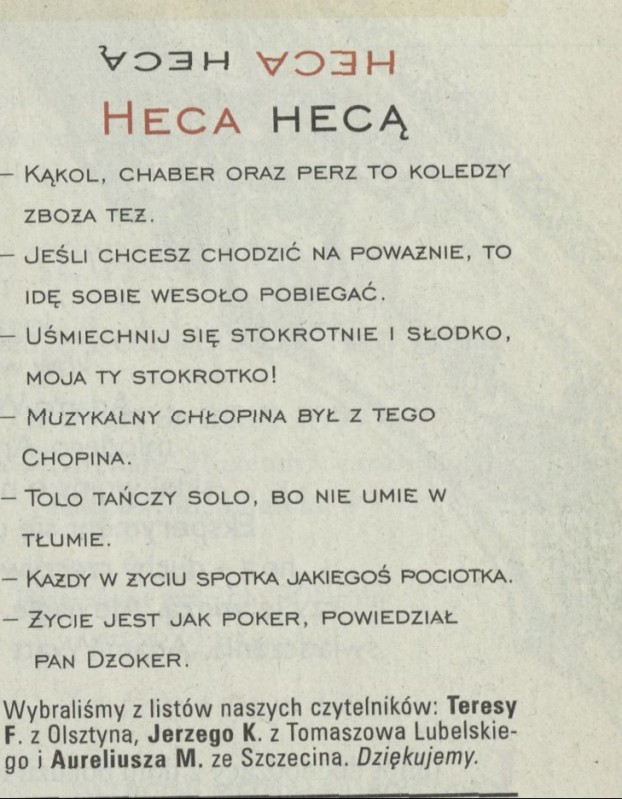 HECA HECĄ
HECA HECĄ
– KĄKOL, CHABER ORAZ PERZ TO KOLEDZY
ZBOŻA TEŻ.
– JEŚLI CHCESZ CHODZIĆ NA POWAŻNIE, TO
IDĘ SOBIE WESOŁO POBIEGAĆ.
– UŚMIECHNIJ SIĘ STOKROTNIE I SŁODKO,
MOJA TY STOKROTKO!
– MUZYKALNY CHŁOPINA BYŁ Z TEGO
CHOPINA.
– TOLO TAŃCZY SOLO, BO NIE UMIE W
TŁUMIE.
– KAŻDY W ŻYCIU SPOTKA JAKIEGOŚ POCIOTKA.
– ŻYCIE JEST JAK POKER, POWIEDZIAŁ
PAN DŻOKER.
Wybraliśmy z listów naszych czytelników: Teresy
F. z Olsztyna, Jerzego K. z Tomaszowa Lubelskie-
go i Aureliusza M. ze Szczecina. Dziękujemy.